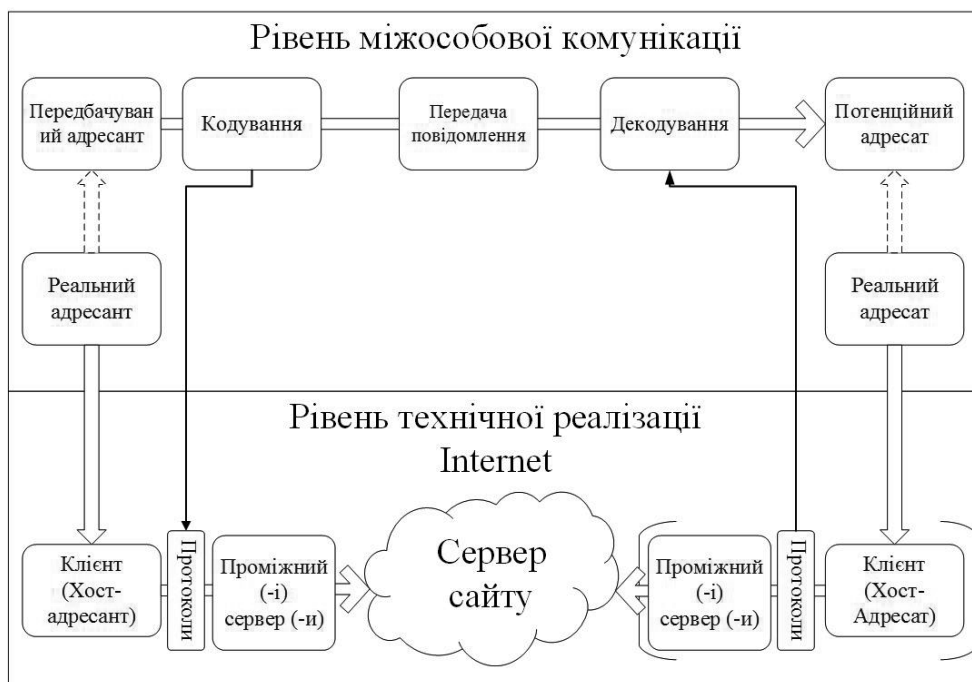 Рівень міжособової комунікації
Передбачуван
ий адресант
Кодування
Передача
повідомлення
Декодування
Потенційний
адресат
Реальний
адресант
Реальний
адресат
Рівень технічної реалізації
Internet
Клієнт
(Хост-
адресант)
Протоколи
Проміжний
(-і)
сервер (-и)
Сервер
сайту
Проміжний
(-і)
сервер (-и)
Протоколи
Клієнт
(Хост-
Адресат)